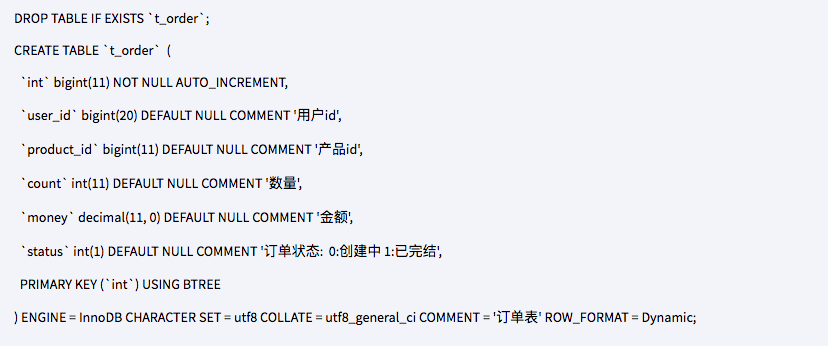 DROP TABLE IF EXISTS `t_order`;
CREATE TABLE `t_order`  (
  `int` bigint(11) NOT NULL AUTO_INCREMENT,
  `user_id` bigint(20) DEFAULT NULL COMMENT '用户id',
  `product_id` bigint(11) DEFAULT NULL COMMENT '产品id',
  `count` int(11) DEFAULT NULL COMMENT '数量',
  `money` decimal(11, 0) DEFAULT NULL COMMENT '金额',
  `status` int(1) DEFAULT NULL COMMENT '订单状态:  0:创建中 1:已完结',
  PRIMARY KEY (`int`) USING BTREE
) ENGINE = InnoDB CHARACTER SET = utf8 COLLATE = utf8_general_ci COMMENT = '订单表' ROW_FORMAT = Dynamic;